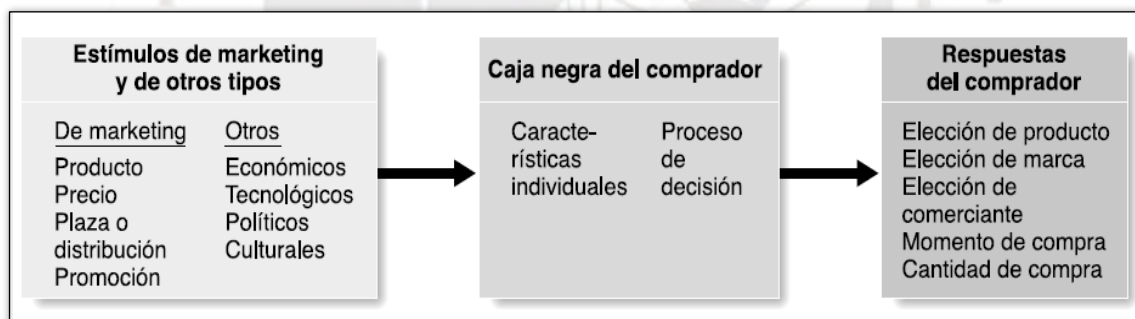 Estímulos de marketing
y de otros tipos
De marketing
Producto
Precio
Plaza o
distribución
Promoción
Otros
Económicos
Tecnológicos
Políticos
Culturales
Caja negra del comprador
Caracte-
rísticas
individuales
Proceso
de
decisión
Respuestas
del comprador
Elección de producto
Elección de marca
Elección de
comerciante
Momento de compra
Cantidad de compra